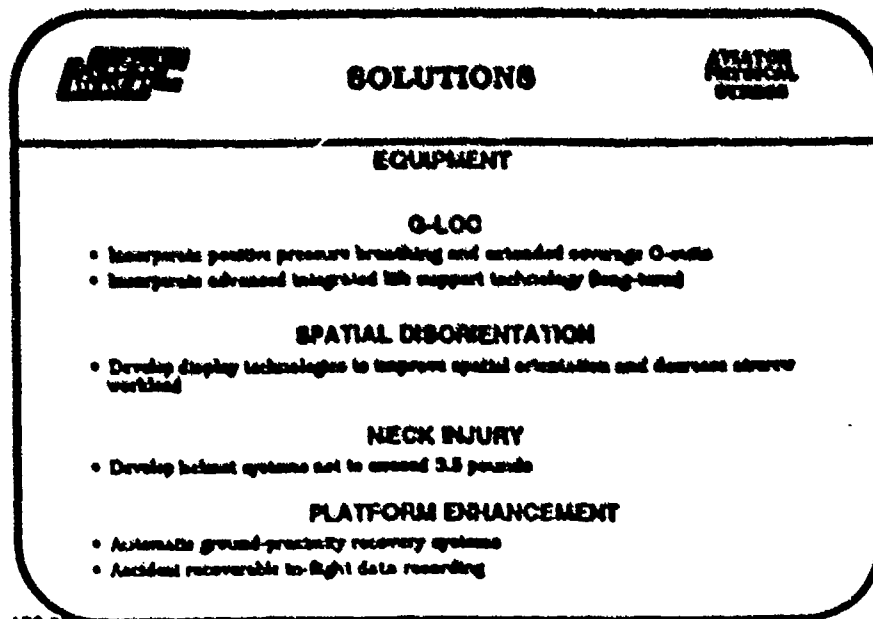 SOLUTIONS
AVIATOR
PHYSICAL
EQUIPMENT
G-LOC
• Incorporate positive pressure breathing and extended coverage G-suits
• Incorporate advanced integrated life support technology (long-term)
SPATIAL DISORIENTATION
• Develop display technologies to improve spatial orientation and decrease aircrew
workload
NECK INJURY
• Develop helmet systems not to exceed 3.5 pounds
PLATFORM ENHANCEMENT
• Automatic ground-proximity recovery systems
• Accident recoverable in-flight data recording